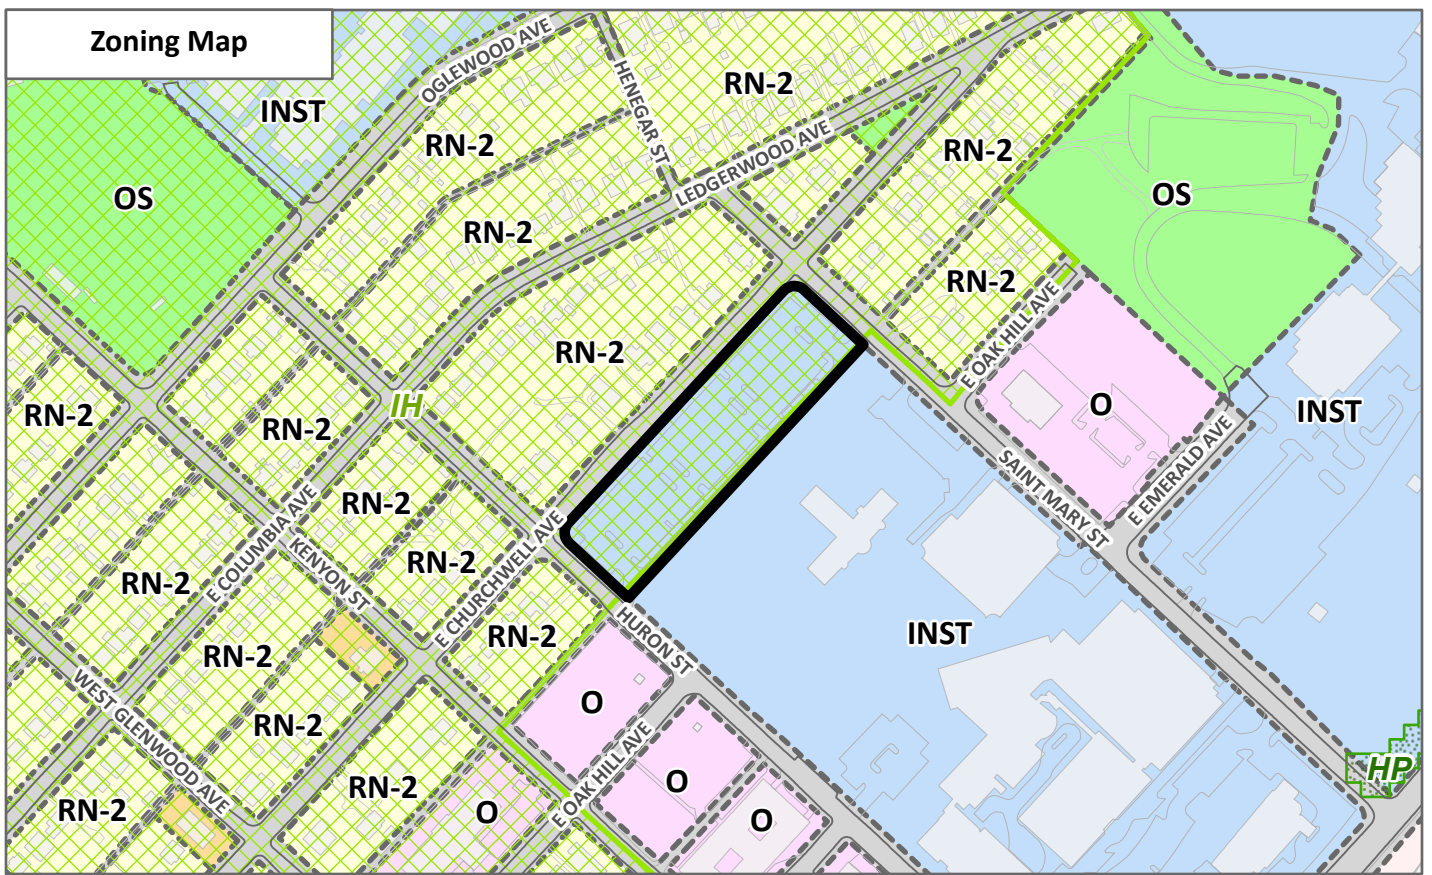 Zoning Map
OGLEWOOD AVE
HENEGAR ST
RN-2
INST
RN-2
LEDGERWOOD AVE
RN-2
OS
OS
RN-2
RN-2
E OAK HILL AVE
RN-2
IH
O
INST
RN-2
RN-2
E EMERALD AVE
SAINT MARY ST
RN-2
E COLUMBIA AVE
KENYON ST
RN-2
E CHURCHWELL AVE
RN-2
RN-2
HURON ST
INST
RN-2
WEST GLENWOOD AVE
O
RN-2
E OAK HILL AVE
HP
O
RN-2
RN-2
O
O